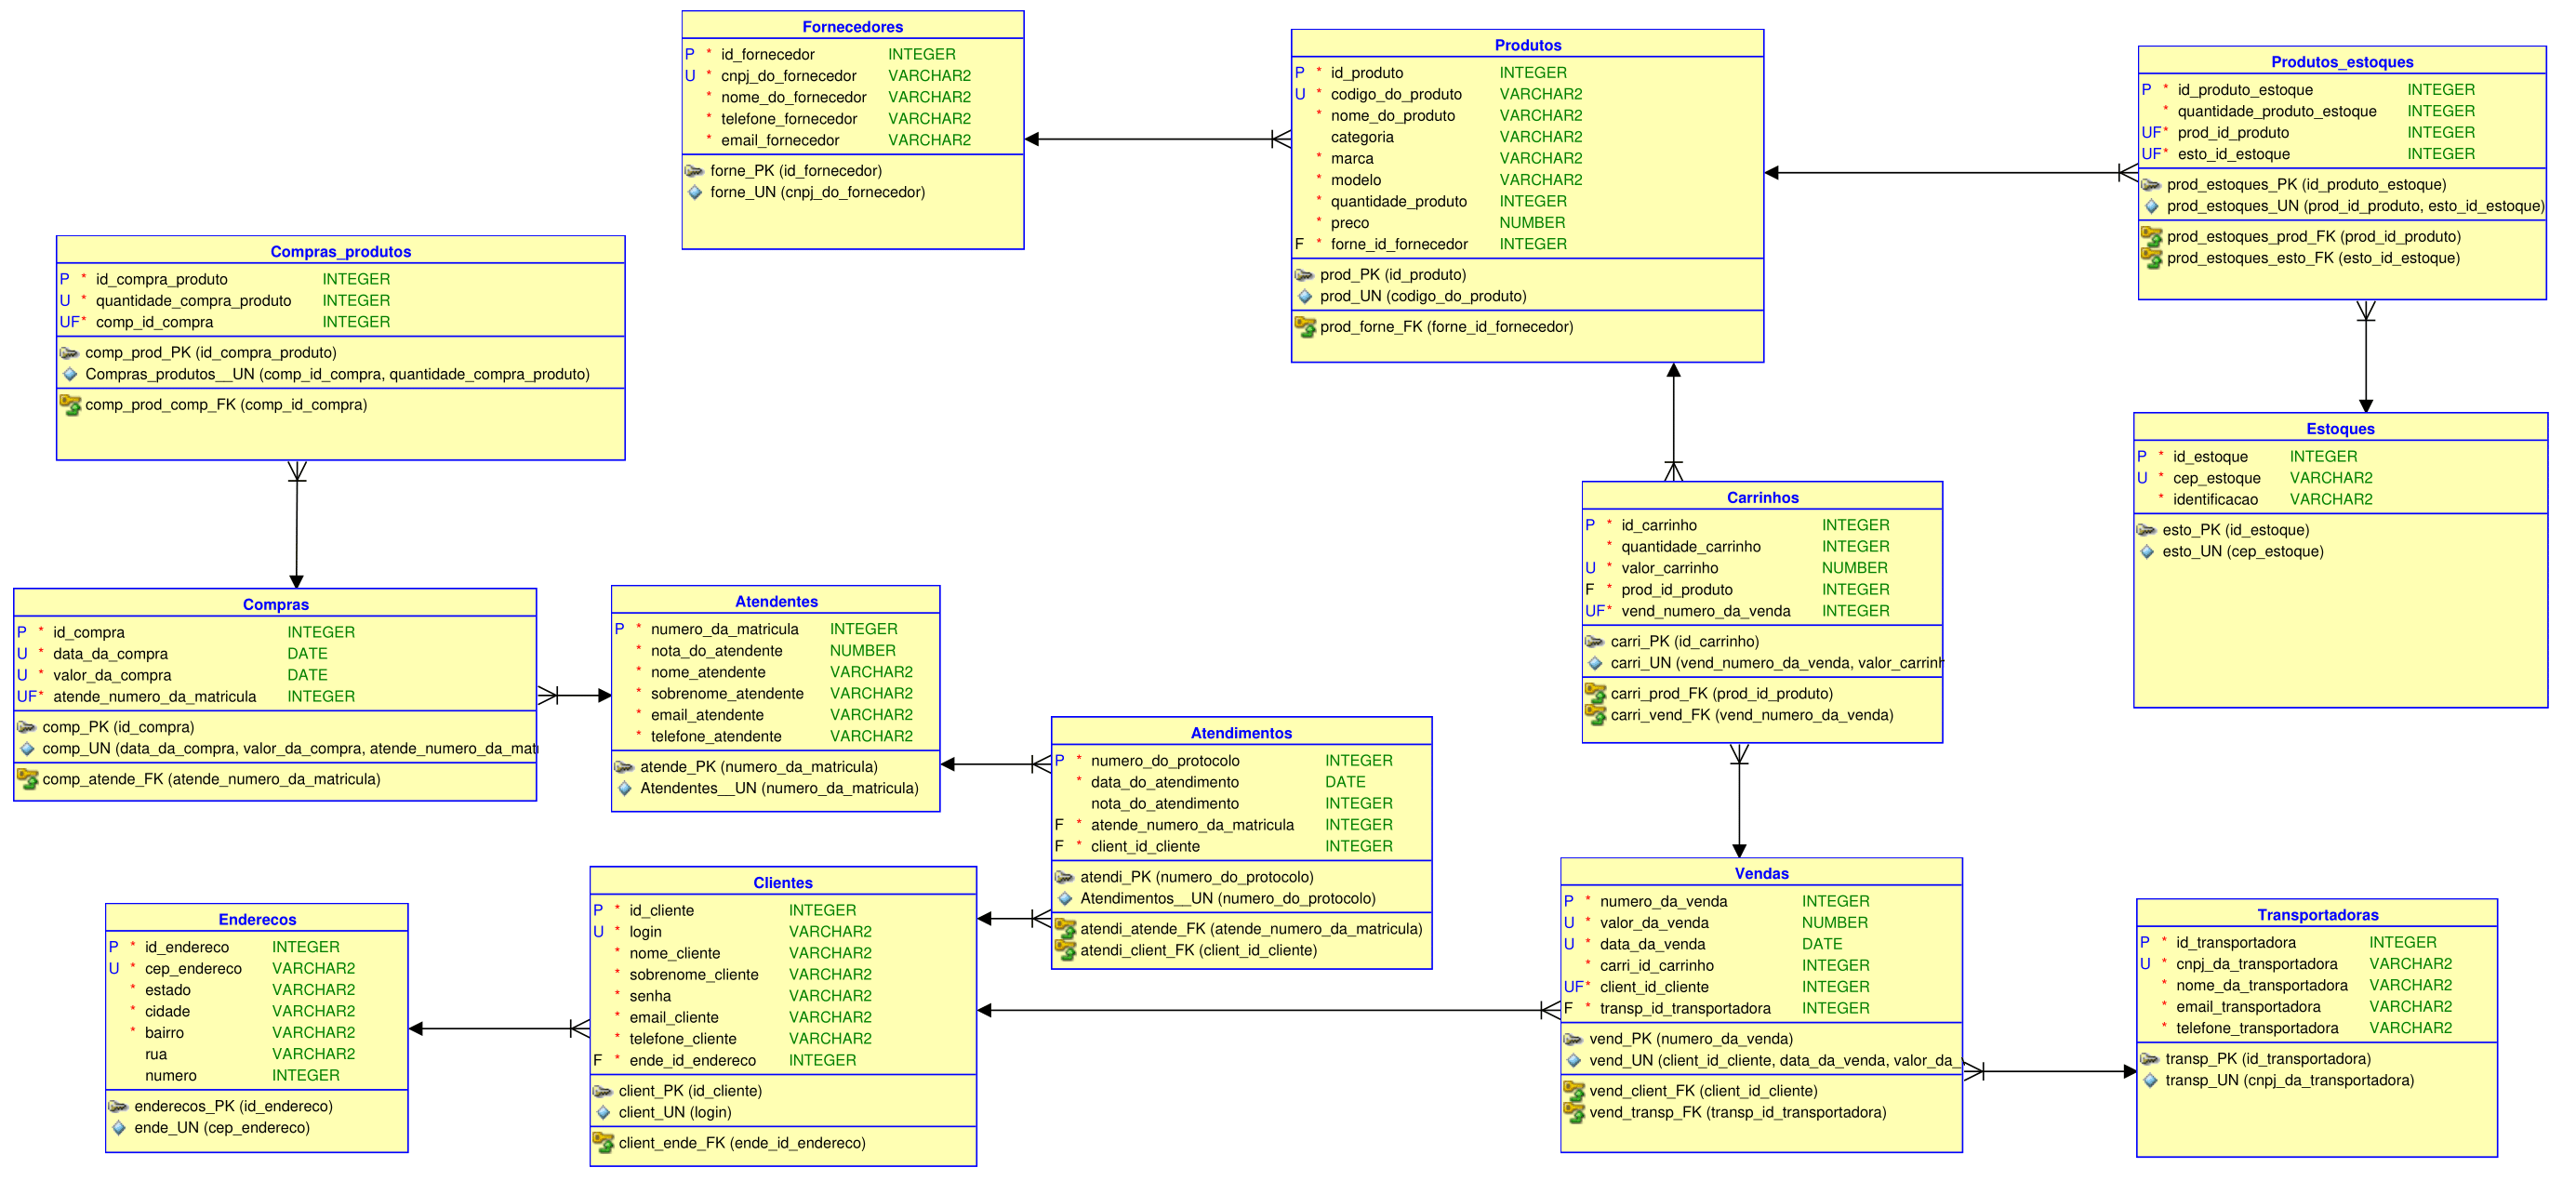 Fornecedores
P * id_fornecedor INTEGER
U * cnpj_do_fornecedor VARCHAR2
* nome_do_fornecedor VARCHAR2
* telefone_fornecedor VARCHAR2
* email_fornecedor VARCHAR2
forne_PK (id_fornecedor)
forne_UN (cnpj_do_fornecedor)
Produtos
P * id_produto INTEGER
U * codigo_do_produto VARCHAR2
* nome_do_produto VARCHAR2
categoria VARCHAR2
* marca VARCHAR2
* modelo VARCHAR2
* quantidade_produto INTEGER
* preco NUMBER
F * forne_id_fornecedor INTEGER
prod_PK (id_produto)
prod_UN (codigo_do_produto)
prod_forne_FK (forne_id_fornecedor)
Produtos_estoques
P * id_produto_estoque INTEGER
* quantidade_produto_estoque INTEGER
UF* prod_id_produto INTEGER
UF* esto_id_estoque INTEGER
prod_estoques_PK (id_produto_estoque)
prod_estoques_UN (prod_id_produto, esto_id_estoque)
prod_estoques_prod_FK (prod_id_produto)
prod_estoques_esto_FK (esto_id_estoque)
Compras_produtos
P * id_compra_produto INTEGER
U * quantidade_compra_produto INTEGER
UF* comp_id_compra INTEGER
comp_prod_PK (id_compra_produto)
Compras_produtos__UN (comp_id_compra, quantidade_compra_produto)
comp_prod_comp_FK (comp_id_compra)
Estoques
P * id_estoque INTEGER
U * cep_estoque VARCHAR2
* identificacao VARCHAR2
esto_PK (id_estoque)
esto_UN (cep_estoque)
Carrinhos
P * id_carrinho INTEGER
* quantidade_carrinho INTEGER
U * valor_carrinho NUMBER
F * prod_id_produto INTEGER
UF* vend_numero_da_venda INTEGER
carri_PK (id_carrinho)
carri_UN (vend_numero_da_venda, valor_carrinh
carri_prod_FK (prod_id_produto)
carri_vend_FK (vend_numero_da_venda)
Compras
P * id_compra INTEGER
U * data_da_compra DATE
U * valor_da_compra DATE
UF* atende_numero_da_matricula INTEGER
comp_PK (id_compra)
comp_UN (data_da_compra, valor_da_compra, atende_numero_da_mat
comp_atende_FK (atende_numero_da_matricula)
Atendentes
P * numero_da_matricula INTEGER
* nota_do_atendente NUMBER
* nome_atendente VARCHAR2
* sobrenome_atendente VARCHAR2
* email_atendente VARCHAR2
* telefone_atendente VARCHAR2
atende_PK (numero_da_matricula)
Atendentes__UN (numero_da_matricula)
Atendimentos
P * numero_do_protocolo INTEGER
* data_do_atendimento DATE
nota_do_atendimento INTEGER
F * atende_numero_da_matricula INTEGER
F * client_id_cliente INTEGER
atendi_PK (numero_do_protocolo)
Atendimentos__UN (numero_do_protocolo)
atendi_atende_FK (atende_numero_da_matricula)
atendi_client_FK (client_id_cliente)
Enderecos
P * id_endereco INTEGER
U * cep_endereco VARCHAR2
* estado VARCHAR2
* cidade VARCHAR2
* bairro VARCHAR2
rua VARCHAR2
numero INTEGER
enderecos_PK (id_endereco)
ende_UN (cep_endereco)
Clientes
P * id_cliente INTEGER
U * login VARCHAR2
* nome_cliente VARCHAR2
* sobrenome_cliente VARCHAR2
* senha VARCHAR2
* email_cliente VARCHAR2
* telefone_cliente VARCHAR2
F * ende_id_endereco INTEGER
client_PK (id_cliente)
client_UN (login)
client_ende_FK (ende_id_endereco)
Vendas
P * numero_da_venda INTEGER
U * valor_da_venda NUMBER
U * data_da_venda DATE
* carri_id_carrinho INTEGER
UF* client_id_cliente INTEGER
F * transp_id_transportadora INTEGER
vend_PK (numero_da_venda)
vend_UN (client_id_cliente, data_da_venda, valor_da_
vend_client_FK (client_id_cliente)
vend_transp_FK (transp_id_transportadora)
Transportadoras
P * id_transportadora INTEGER
U * cnpj_da_transportadora VARCHAR2
* nome_da_transportadora VARCHAR2
* email_transportadora VARCHAR2
* telefone_transportadora VARCHAR2
transp_PK (id_transportadora)
transp_UN (cnpj_da_transportadora)